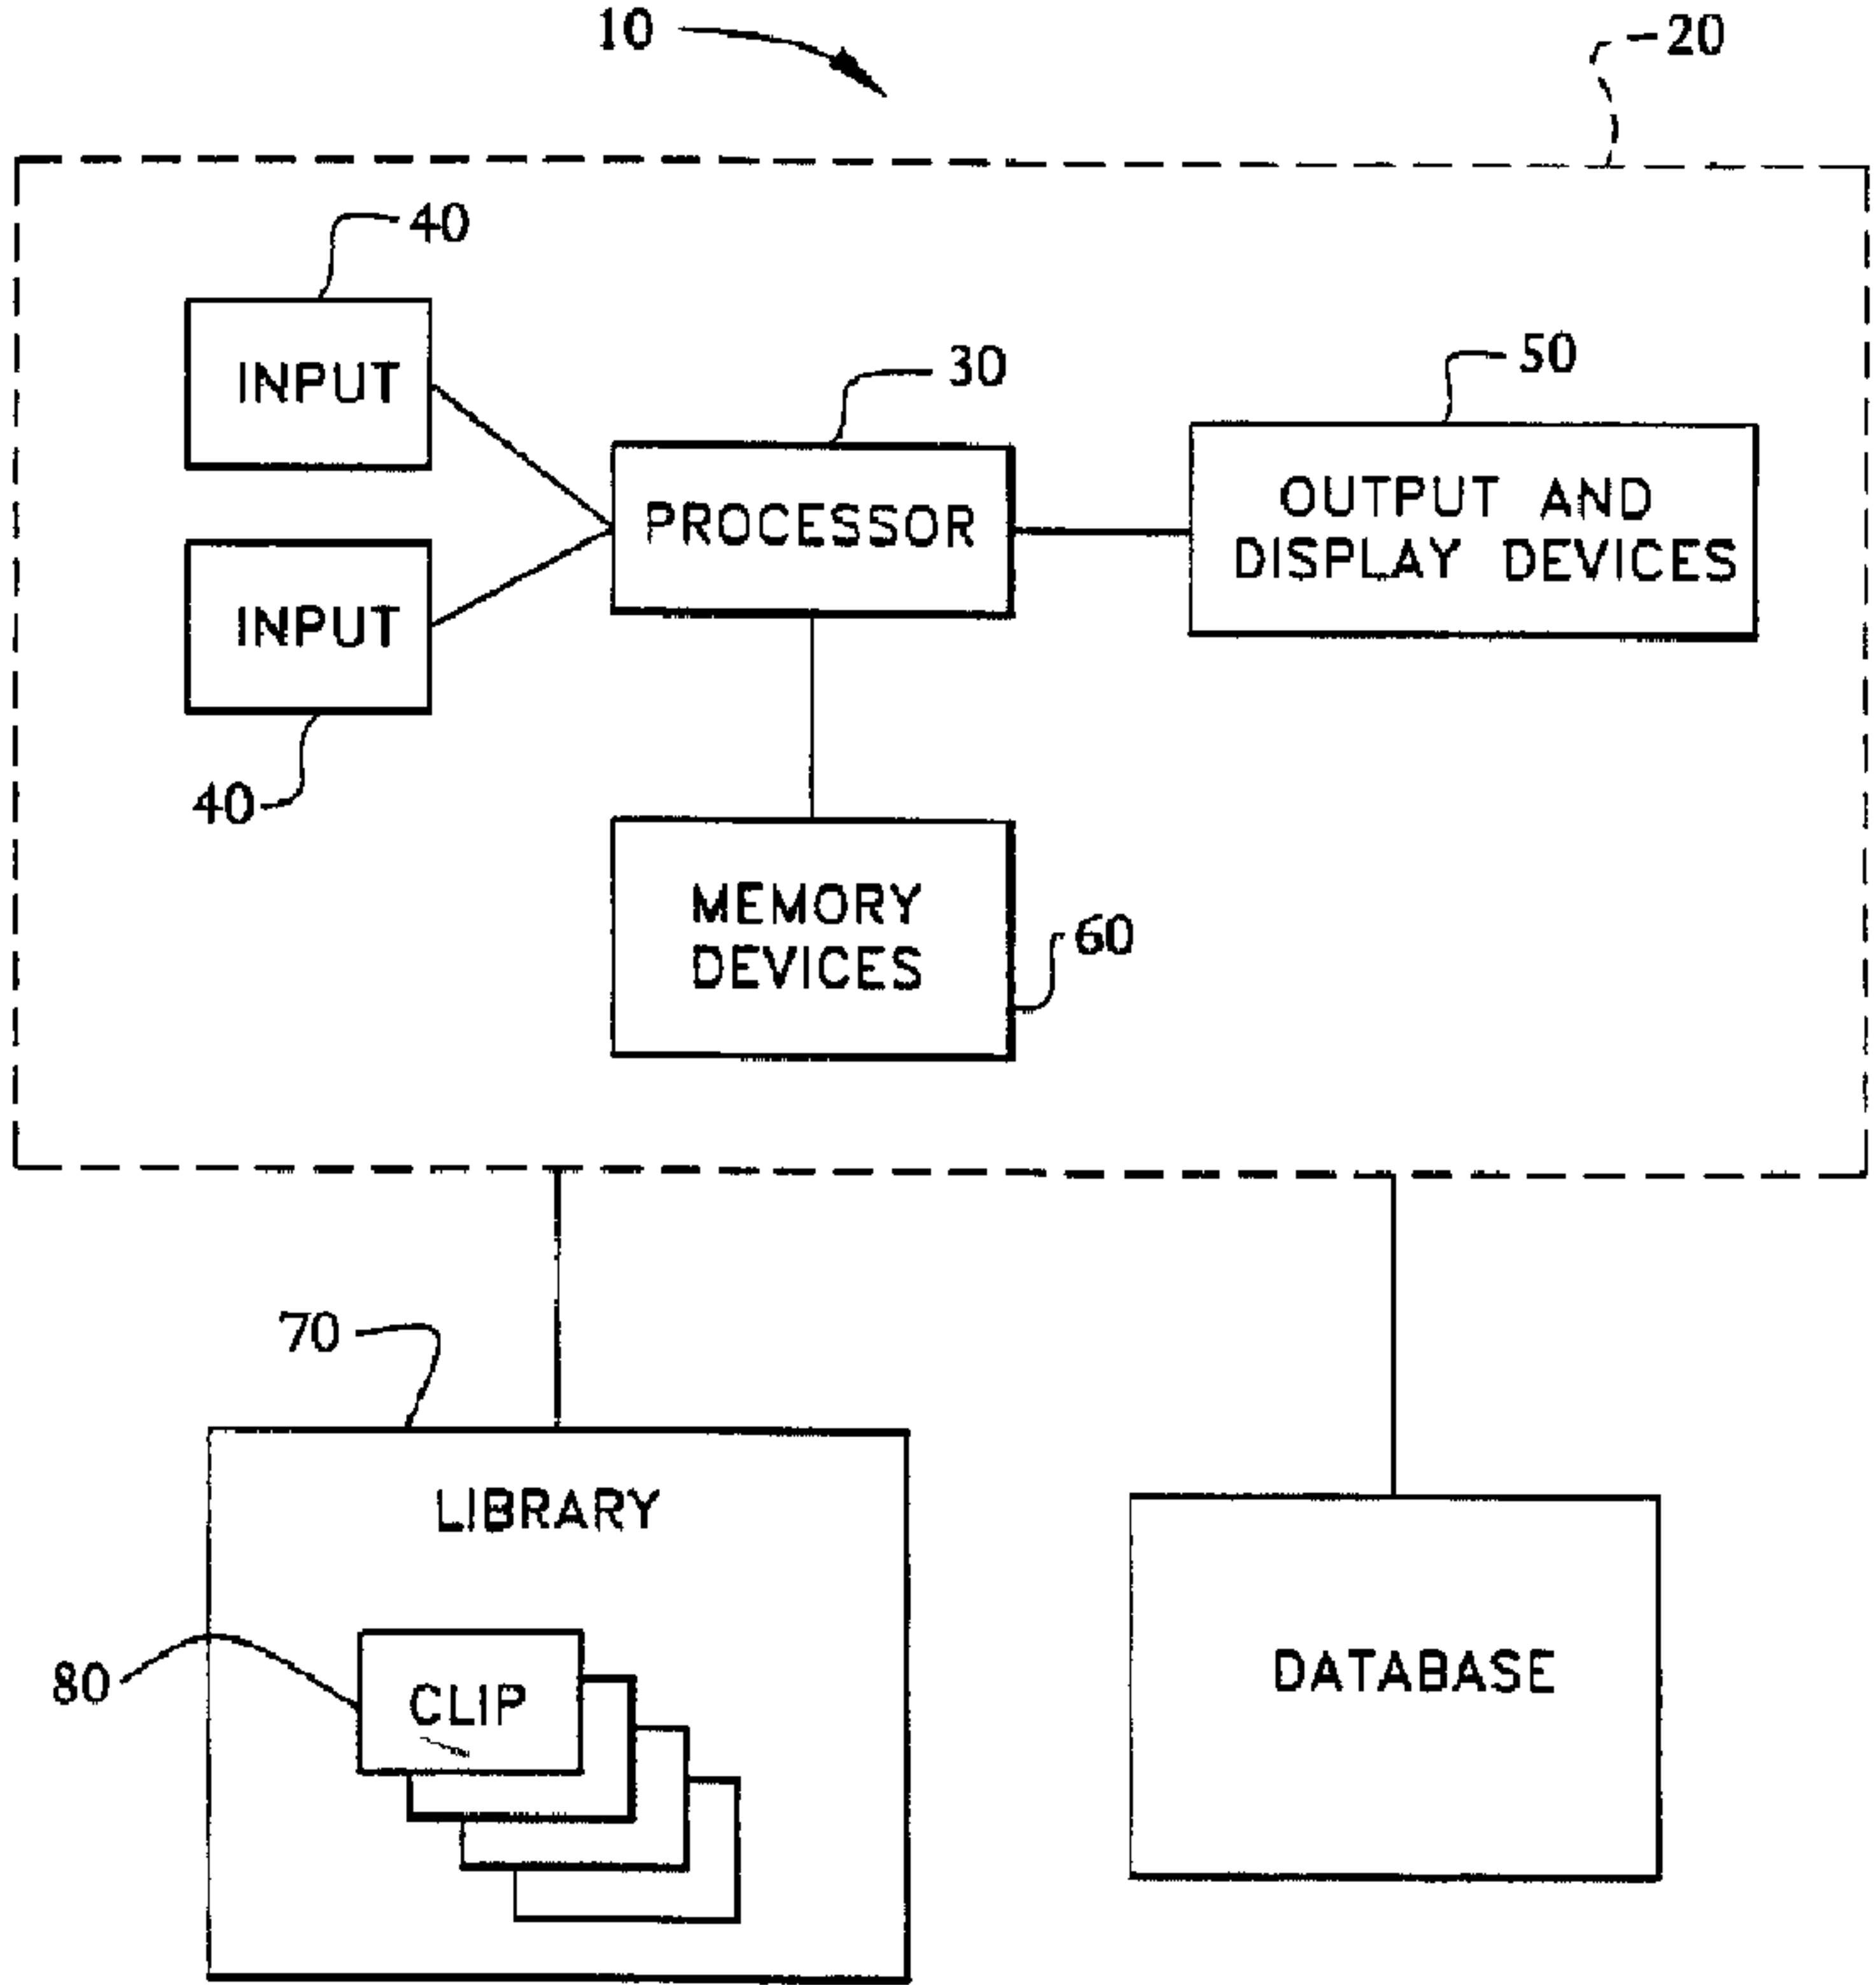 10
20
40
INPUT
30
50
PROCESSOR
OUTPUT AND
DISPLAY DEVICES
INPUT
40
MEMORY
DEVICES
60
70
LIBRARY
80
CLIP
DATABASE